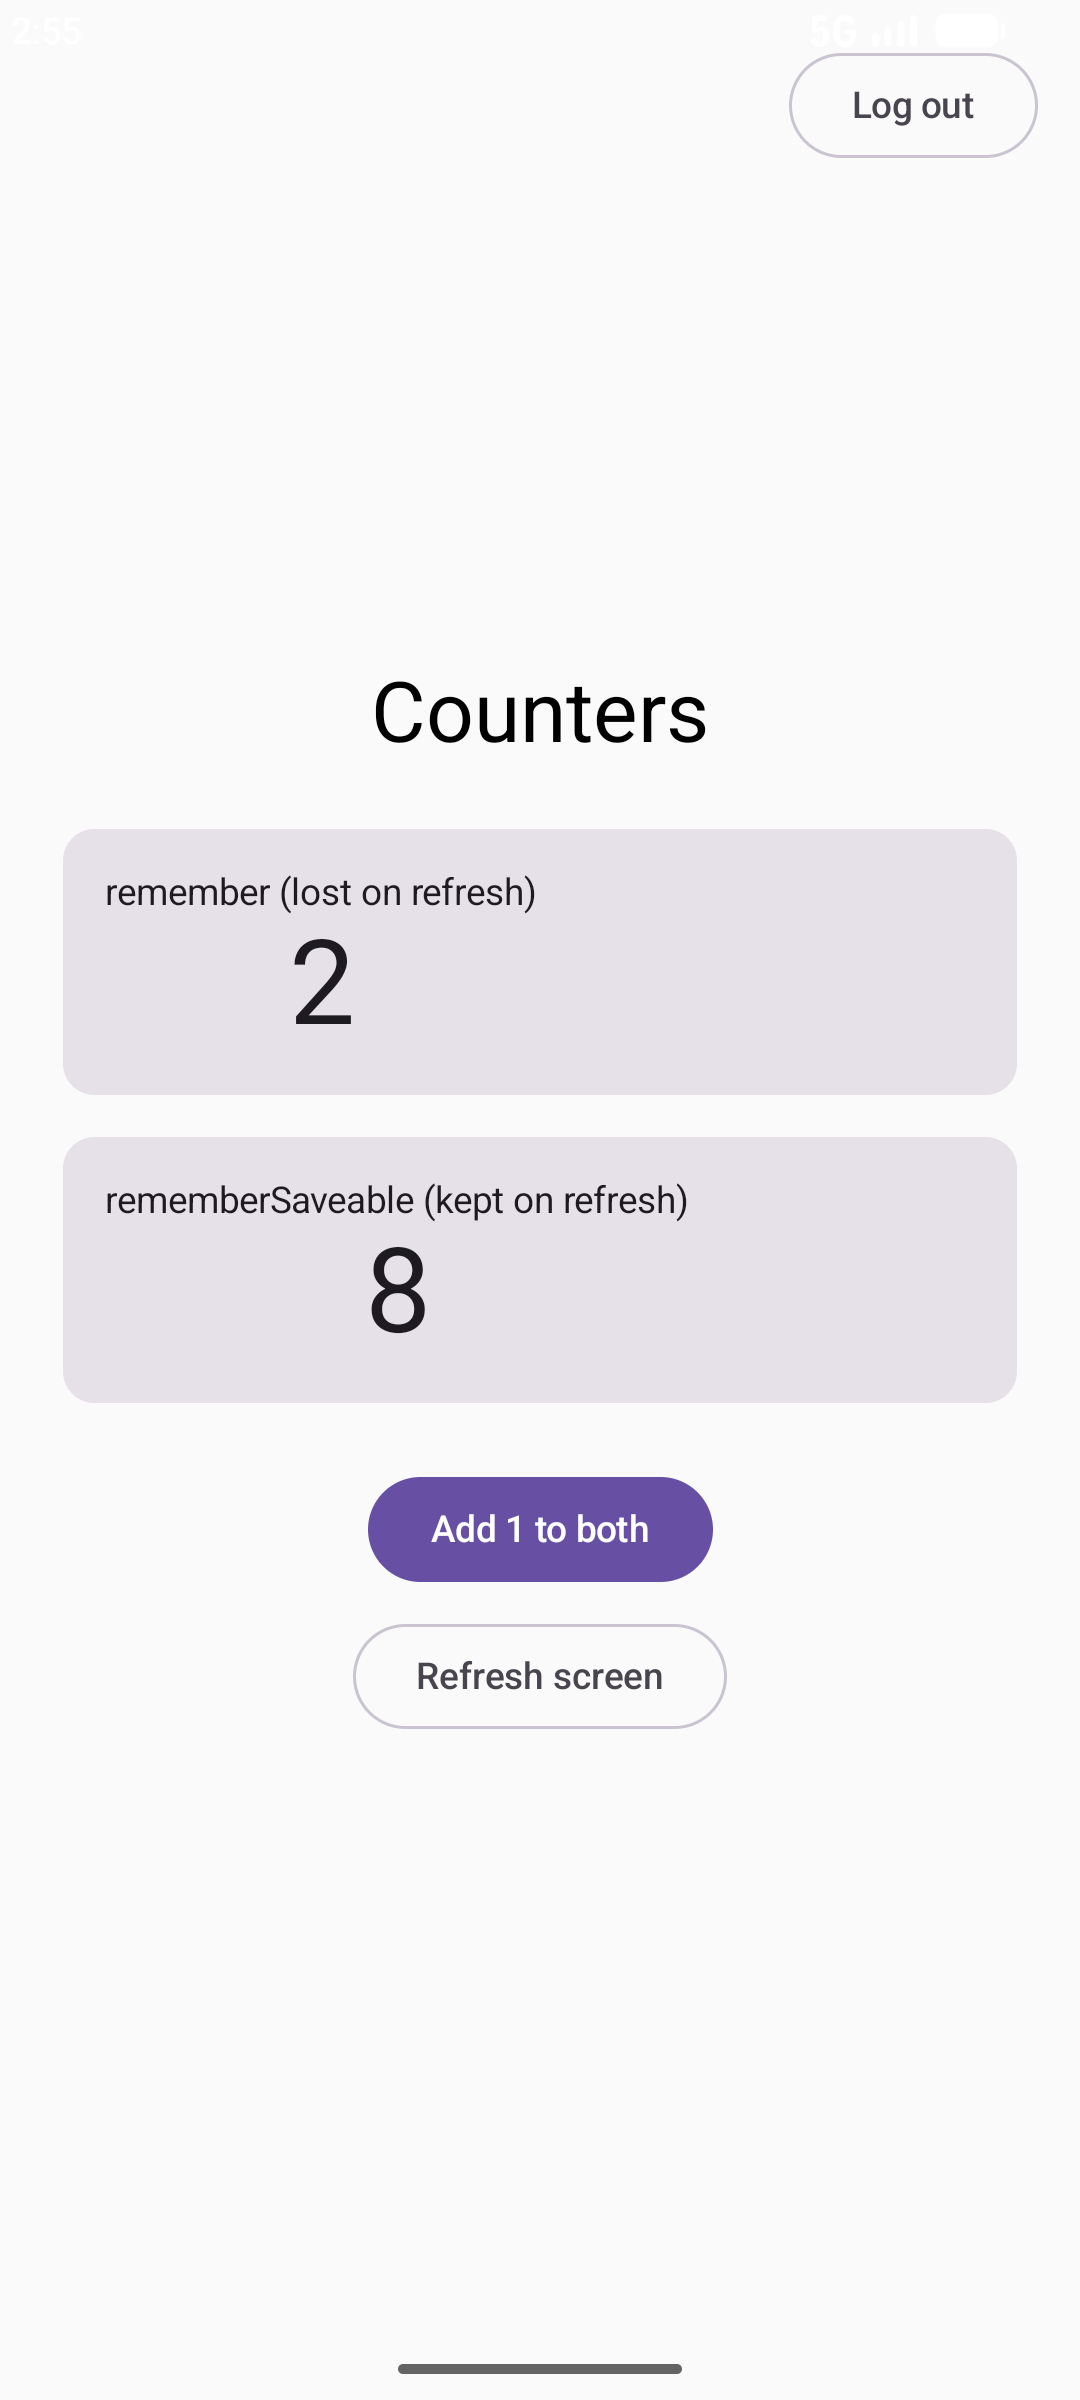 2:55 5G
Log out
Counters
remember (lost on refresh)
2
rememberSaveable (kept on refresh)
8
Add 1 to both
Refresh screen